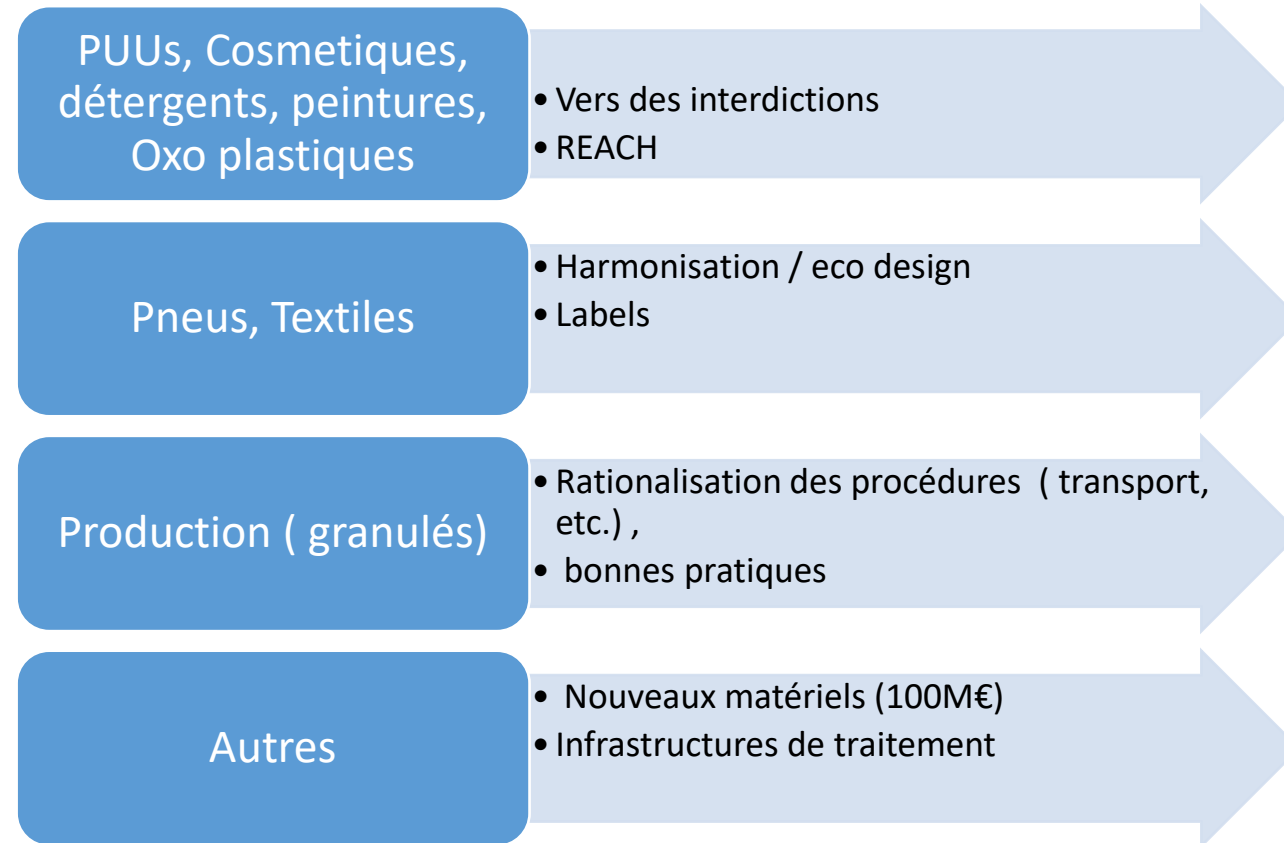 PUUs, Cosmetiques,
détergents, peintures,
Oxo plastiques
• Vers des interdictions
• REACH
Pneus, Textiles
• Harmonisation / eco design
• Labels
Production ( granulés)
• Rationalisation des procédures  ( transport,
etc.) ,
•  bonnes pratiques
Autres
•  Nouveaux matériels (100M€)
• Infrastructures de traitement